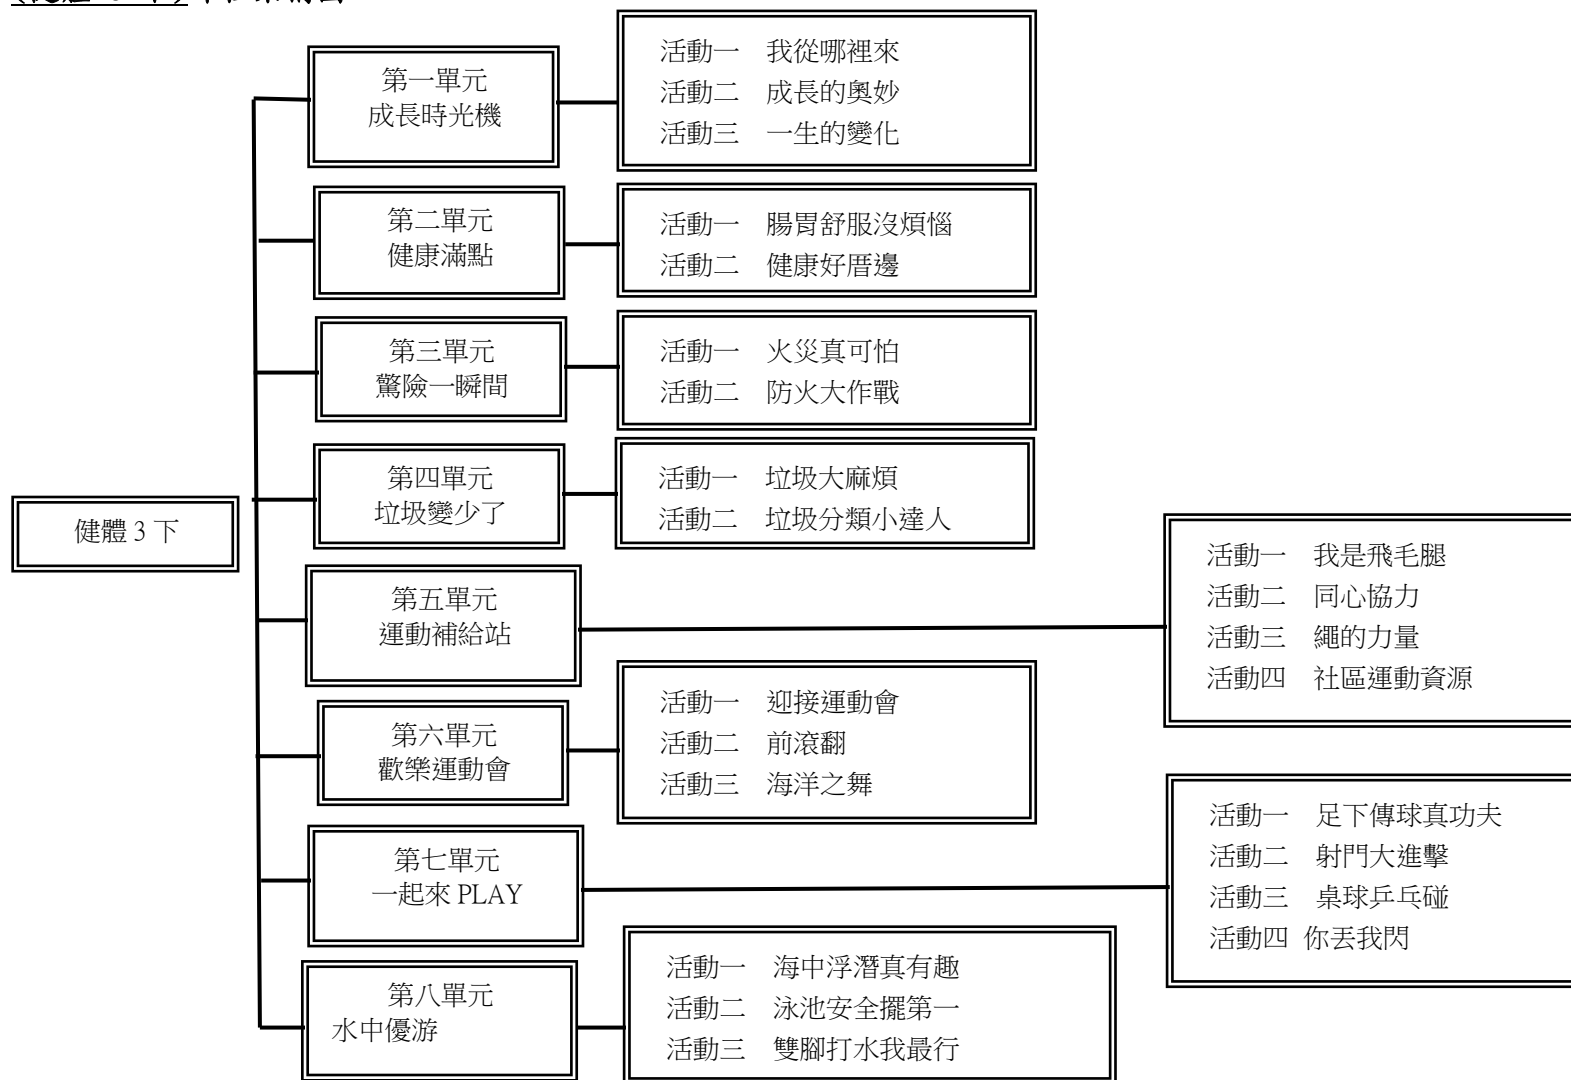 健體 3 下
第一單元
成長時光機
活動一 我從哪裡來
活動二 成長的奧妙
活動三 一生的變化
第二單元
健康滿點
活動一 腸胃舒服沒煩惱
活動二 健康好厝邊
第三單元
驚險一瞬間
活動一 火災真可怕
活動二 防火大作戰
第四單元
垃圾變少了
活動一 垃圾大麻煩
活動二 垃圾分類小達人
第五單元
運動補給站
活動一 我是飛毛腿
活動二 同心協力
活動三 繩的力量
活動四 社區運動資源
第六單元
歡樂運動會
活動一 迎接運動會
活動二 前滾翻
活動三 海洋之舞
第七單元
一起來 PLAY
活動一 足下傳球真功夫
活動二 射門大進擊
活動三 桌球乒乓碰
活動四 你丟我閃
第八單元
水中優游
活動一 海中浮潛真有趣
活動二 泳池安全擺第一
活動三 雙腳打水我最行